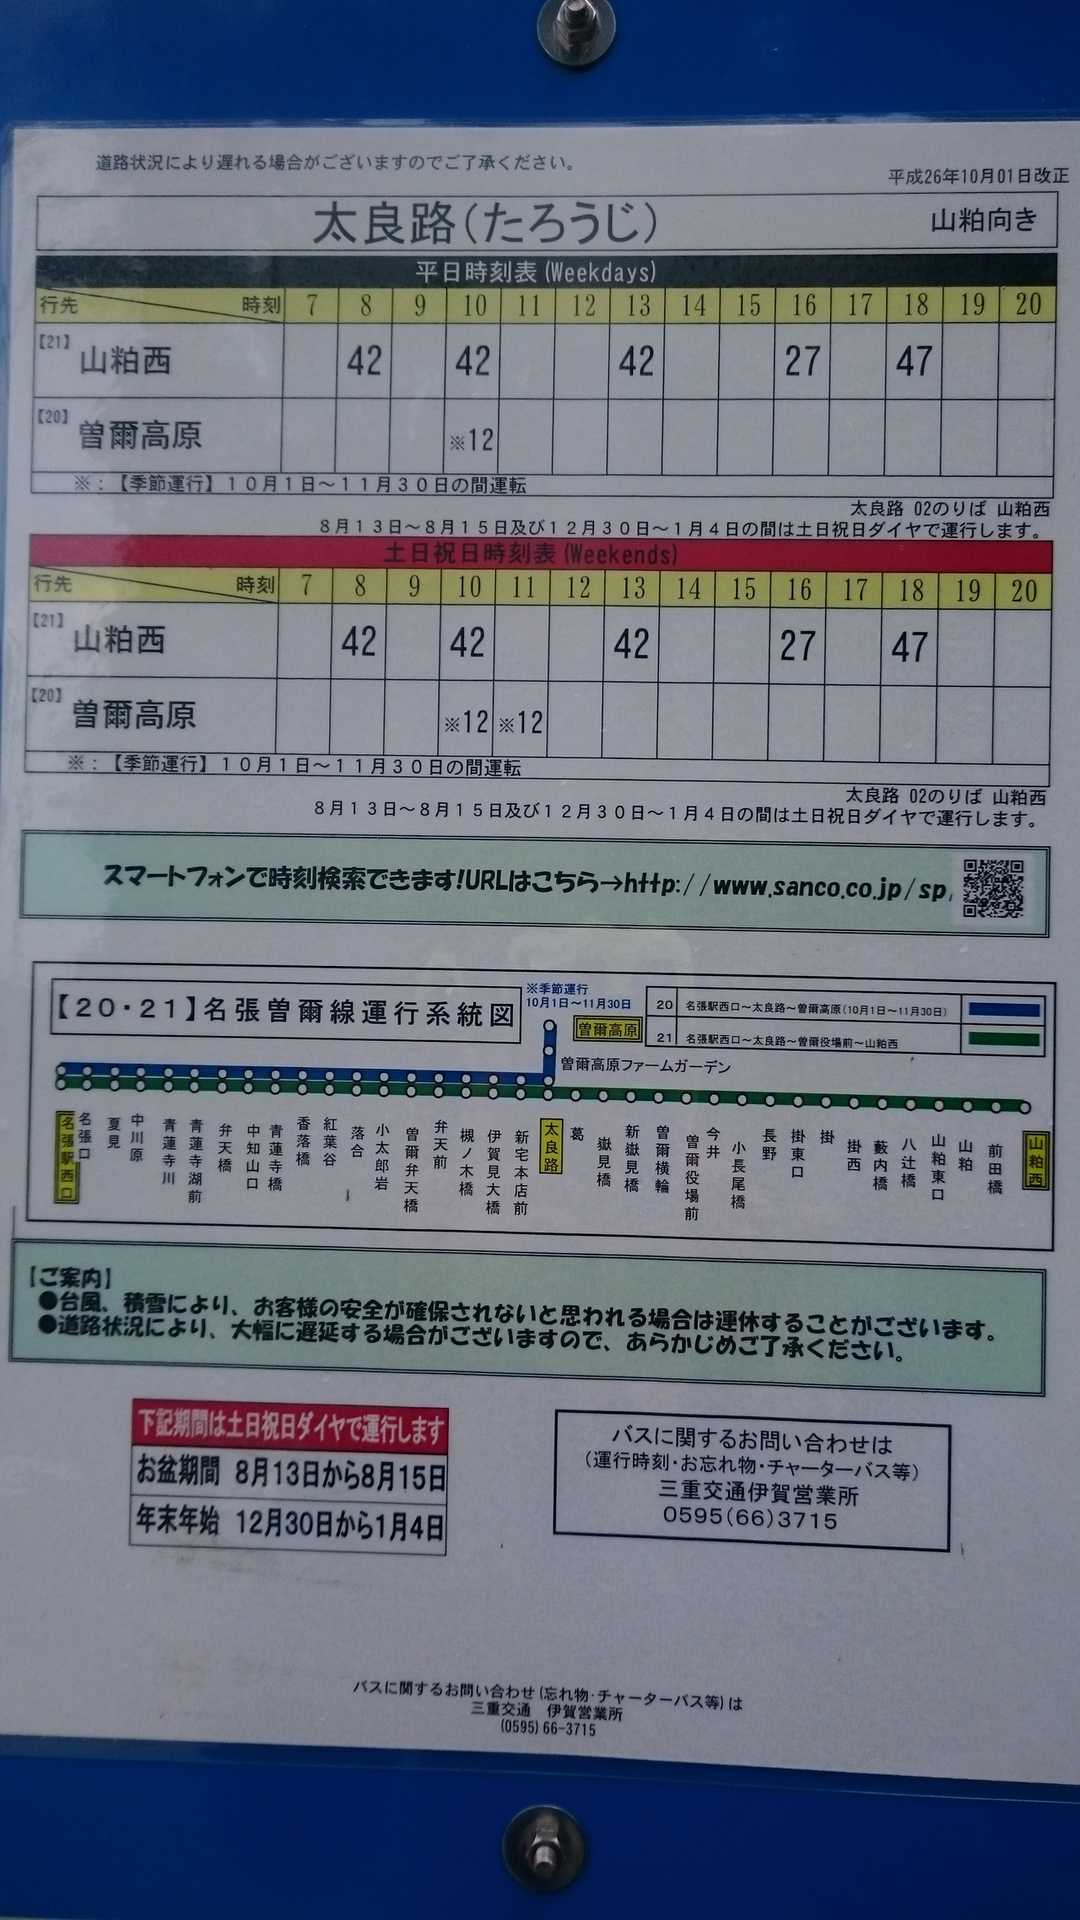 道路状況により遅れる場合がございますのでご了承ください。
平成26年10月01日改正
太良路(たろうじ) 山粕向き
平日時刻表(Weekdays)
行先 時刻 7 8 9 10 11 12 13 14 15 16 17 18 19 20
【21】山粕西 42 42 42 27 47
【20】曽爾高原 ※12
※:【季節運行】10月1日～11月30日の間運転
太良路 02のりば 山粕西
8月13日～8月15日及び12月30日～1月4日の間は土日祝日ダイヤで運行します。
土日祝日時刻表(Weekends)
行先 時刻 7 8 9 10 11 12 13 14 15 16 17 18 19 20
【21】山粕西 42 42 42 27 47
【20】曽爾高原 ※12 ※12
※:【季節運行】10月1日～11月30日の間運転
太良路 02のりば 山粕西
8月13日～8月15日及び12月30日～1月4日の間は土日祝日ダイヤで運行します。
スマートフォンで時刻検索できます!URLはこちら→http://www.sanco.co.jp/sp/
【20・21】名張曽爾線運行系統図
※季節運行
10月1日～11月30日
曽爾高原
20 名張駅西口～太良路～曽爾高原(10月1日～11月30日)
21 名張駅西口～太良路～曽爾役場前～山粕西
曽爾高原ファームガーデン
名張駅西口
名張口
夏見
中川原
青蓮寺川
青蓮寺湖前
弁天橋
中知山口
青蓮寺橋
香落橋
紅葉谷
落合
小太郎岩
曽爾弁天橋
弁天前
槻ノ木橋
伊賀見大橋
新宅本店前
太良路
葛
嶽見橋
新嶽見橋
曽爾横輪
曽爾役場前
今井
小長尾橋
長野
掛東口
掛
掛西
藪内橋
八辻橋
山粕東口
山粕
前田橋
山粕西
【ご案内】
●台風、積雪により、お客様の安全が確保されないと思われる場合は運休することがございます。
●道路状況により、大幅に遅延する場合がございますので、あらかじめご了承ください。
下記期間は土日祝日ダイヤで運行します
お盆期間 8月13日から8月15日
年末年始 12月30日から1月4日
バスに関するお問い合わせは
(運行時刻・お忘れ物・チャーターバス等)
三重交通伊賀営業所
0595(66)3715
バスに関するお問い合わせ(忘れ物・チャーターバス等)は
三重交通 伊賀営業所
(0595)66-3715